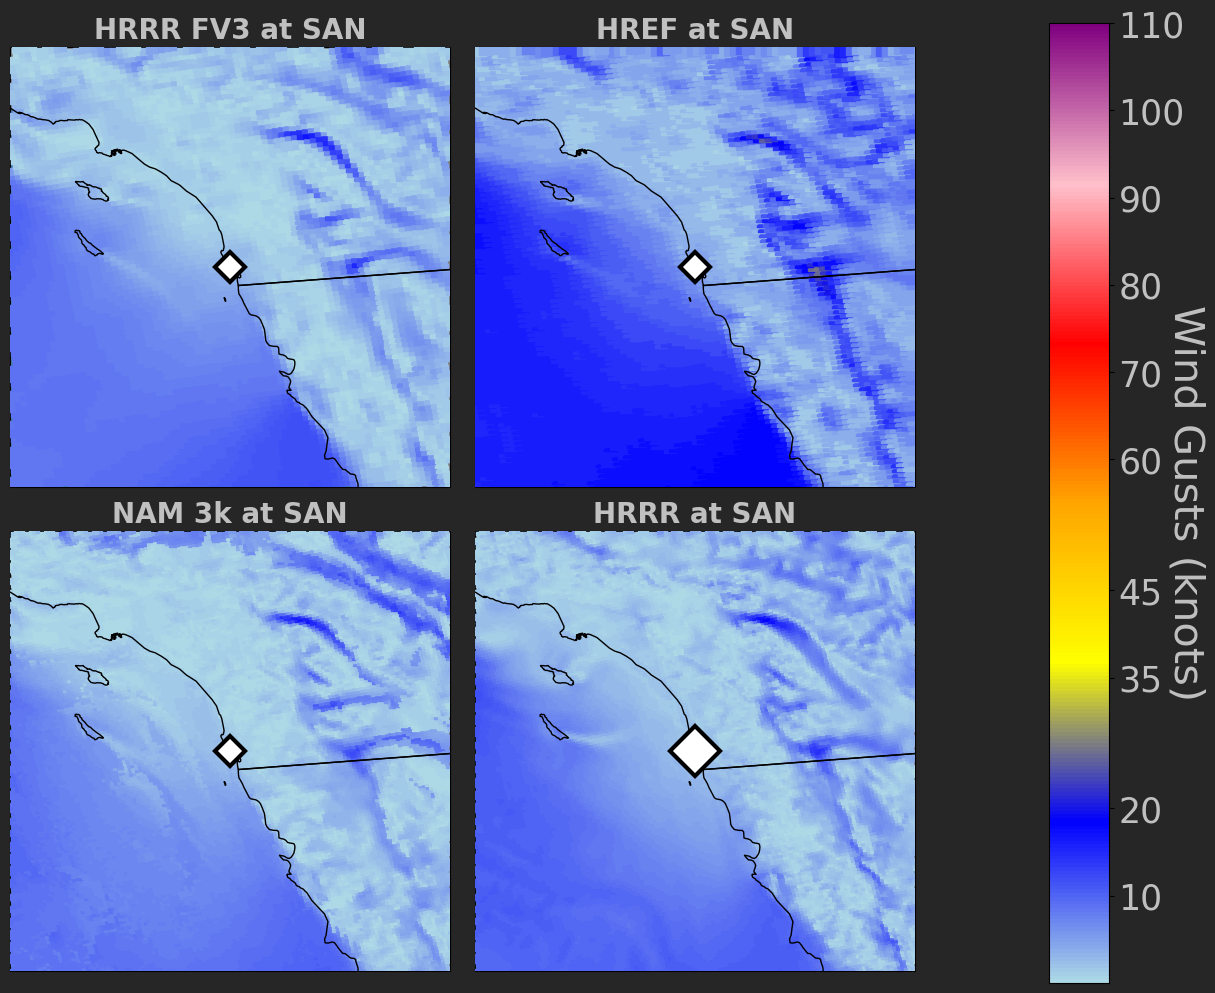 HRRR FV3 at SAN
HREF at SAN
NAM 3k at SAN
HRRR at SAN
110
100
90
80
70
60
45
35
20
10
Wind Gusts (knots)